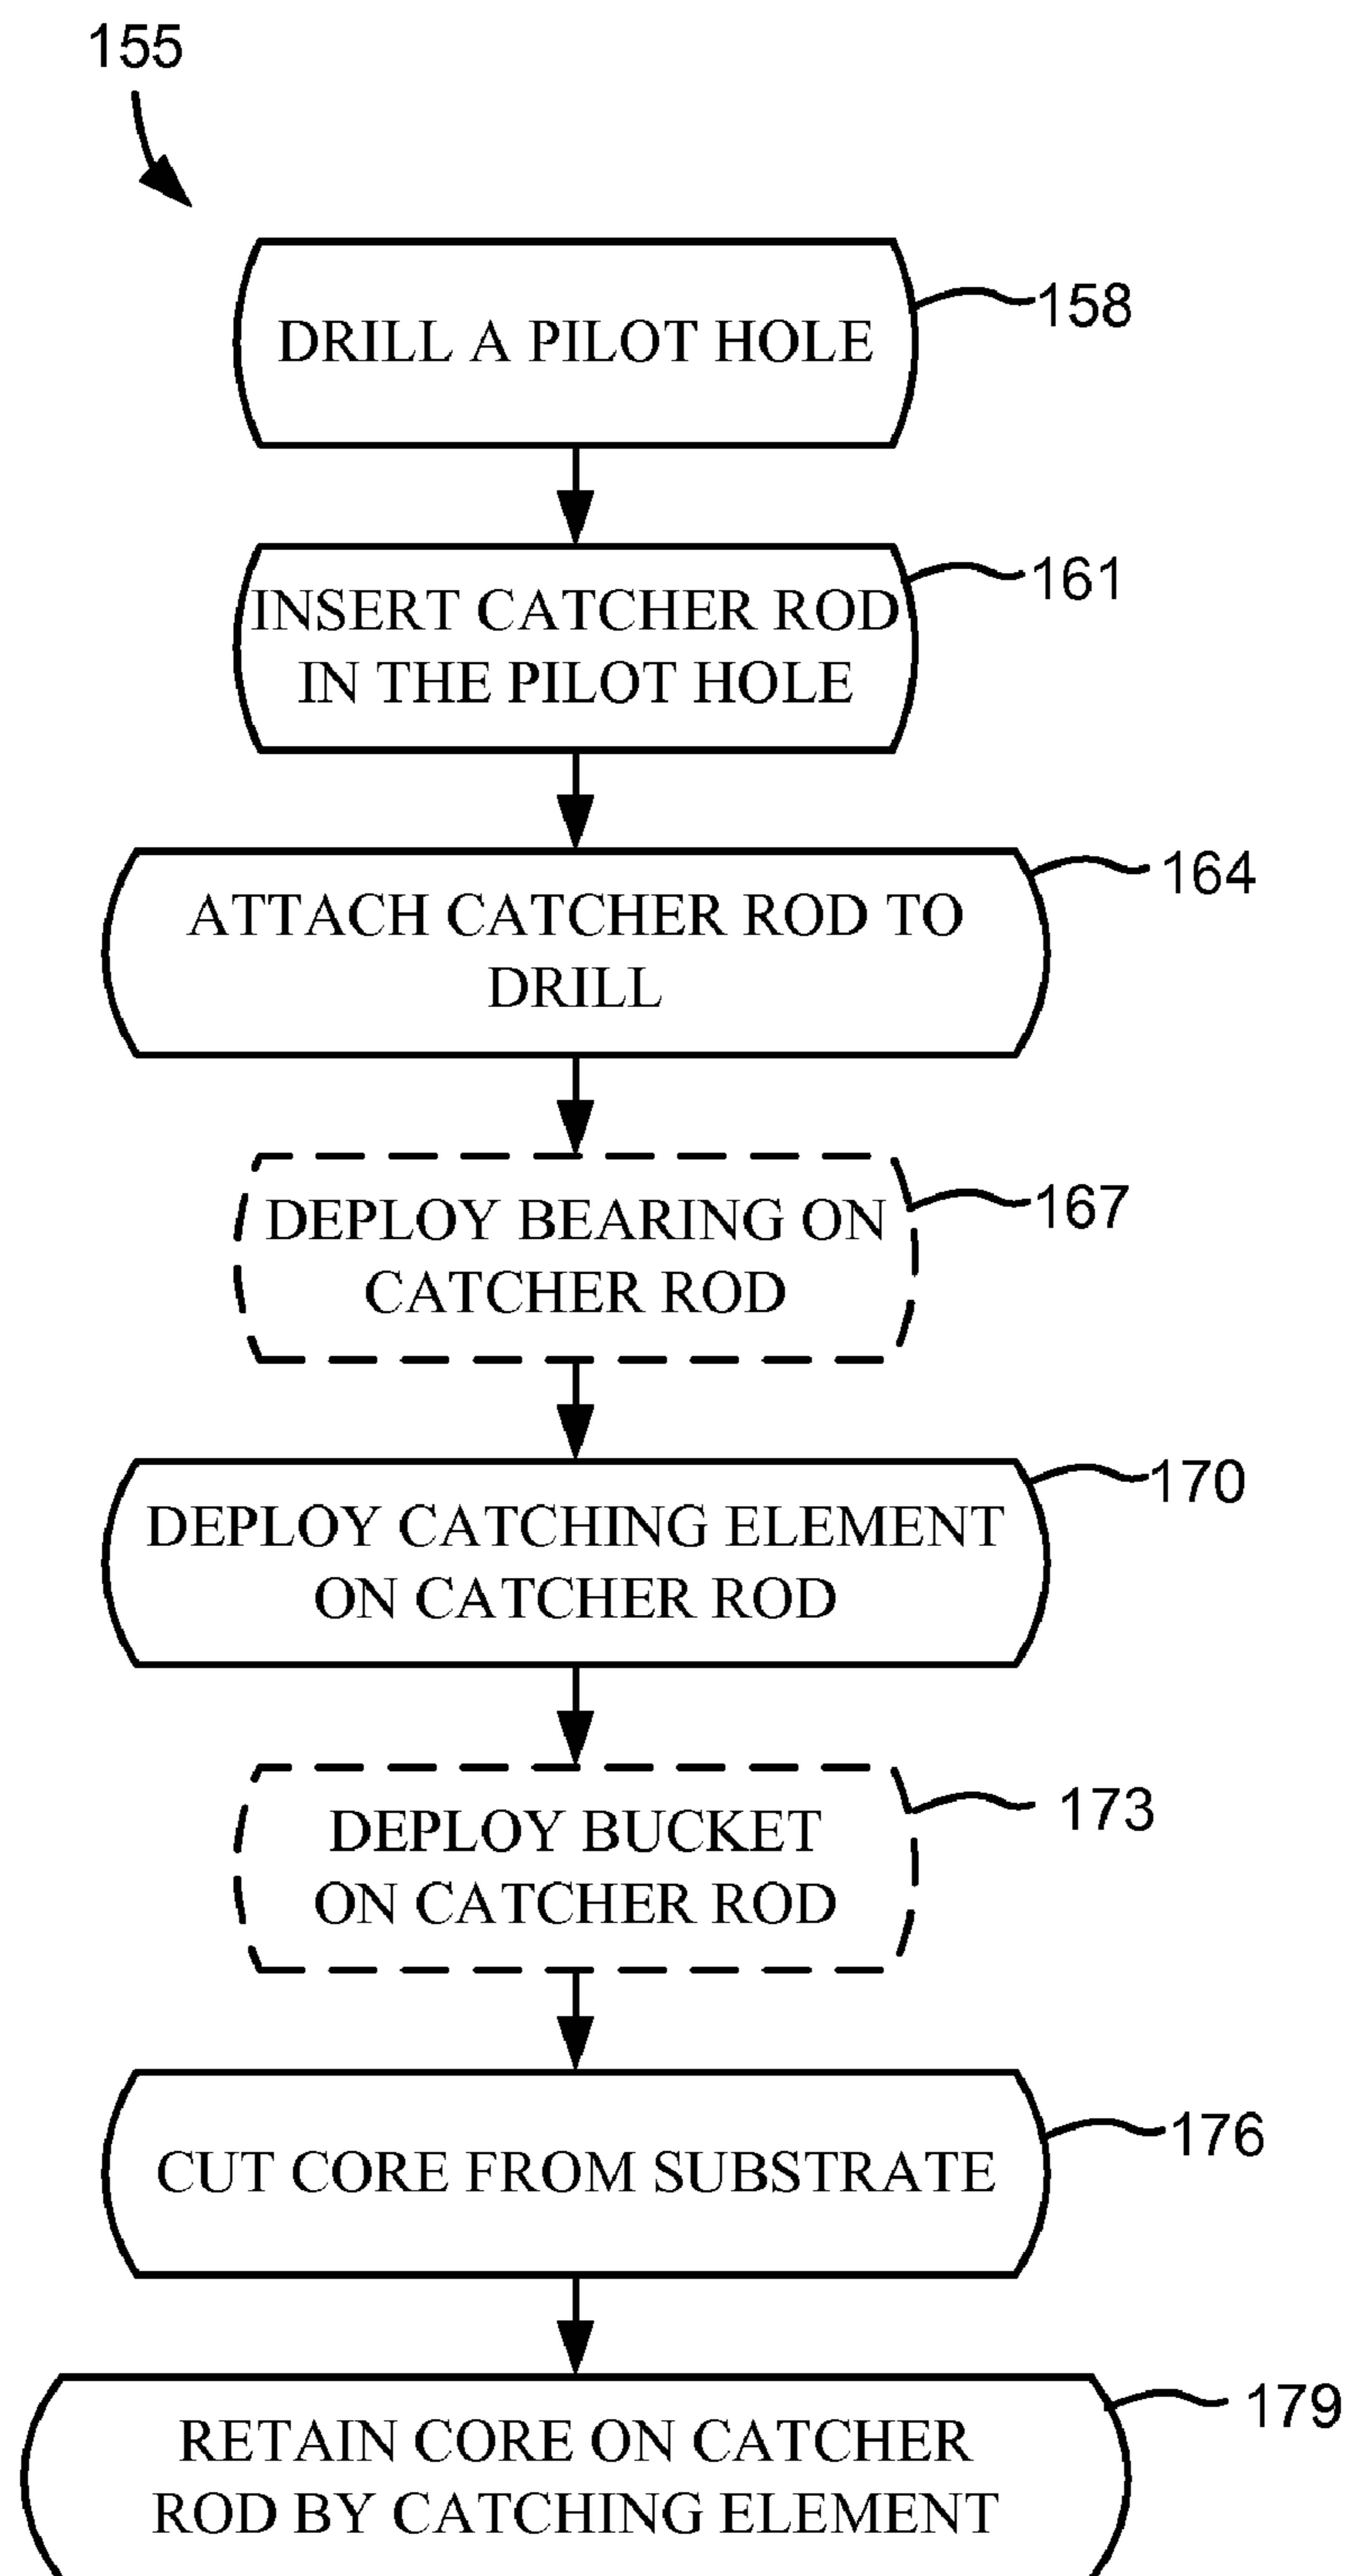 155
DRILL A PILOT HOLE
158
INSERT CATCHER ROD
IN THE PILOT HOLE
161
ATTACH CATCHER ROD TO
DRILL
164
DEPLOY BEARING ON
CATCHER ROD
167
DEPLOY CATCHING ELEMENT
ON CATCHER ROD
170
DEPLOY BUCKET
ON CATCHER ROD
173
CUT CORE FROM SUBSTRATE
176
RETAIN CORE ON CATCHER
ROD BY CATCHING ELEMENT
179